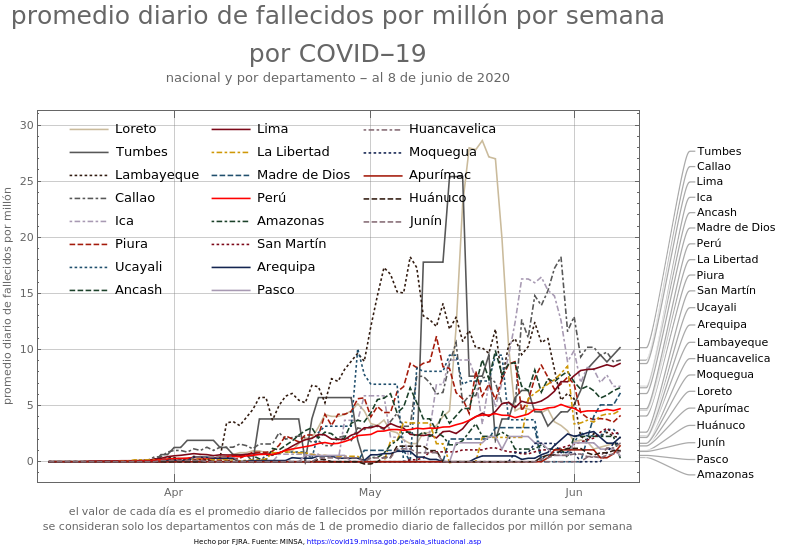 promedio diario de fallecidos por millón por semana
por COVID−19
nacional y por departamento − al 8 de junio de 2020
promedio diario de fallecidos por millón
30
25
20
15
10
5
0
Loreto
Tumbes
Lambayeque
Callao
Ica
Piura
Ucayali
Ancash
Lima
La Libertad
Madre de Dios
Perú
Amazonas
San Martín
Arequipa
Pasco
Huancavelica
Moquegua
Apurímac
Huánuco
Junín
Apr
May
Jun
Tumbes
Callao
Lima
Ica
Ancash
Madre de Dios
Perú
La Libertad
Piura
San Martín
Ucayali
Arequipa
Lambayeque
Huancavelica
Moquegua
Loreto
Apurímac
Huánuco
Junín
Pasco
Amazonas
el valor de cada día es el promedio diario de fallecidos por millón reportados durante una semana
se consideran solo los departamentos con más de 1 de promedio diario de fallecidos por millón por semana
Hecho por FJRA. Fuente: MINSA, https://covid19.minsa.gob.pe/sala_situacional.asp